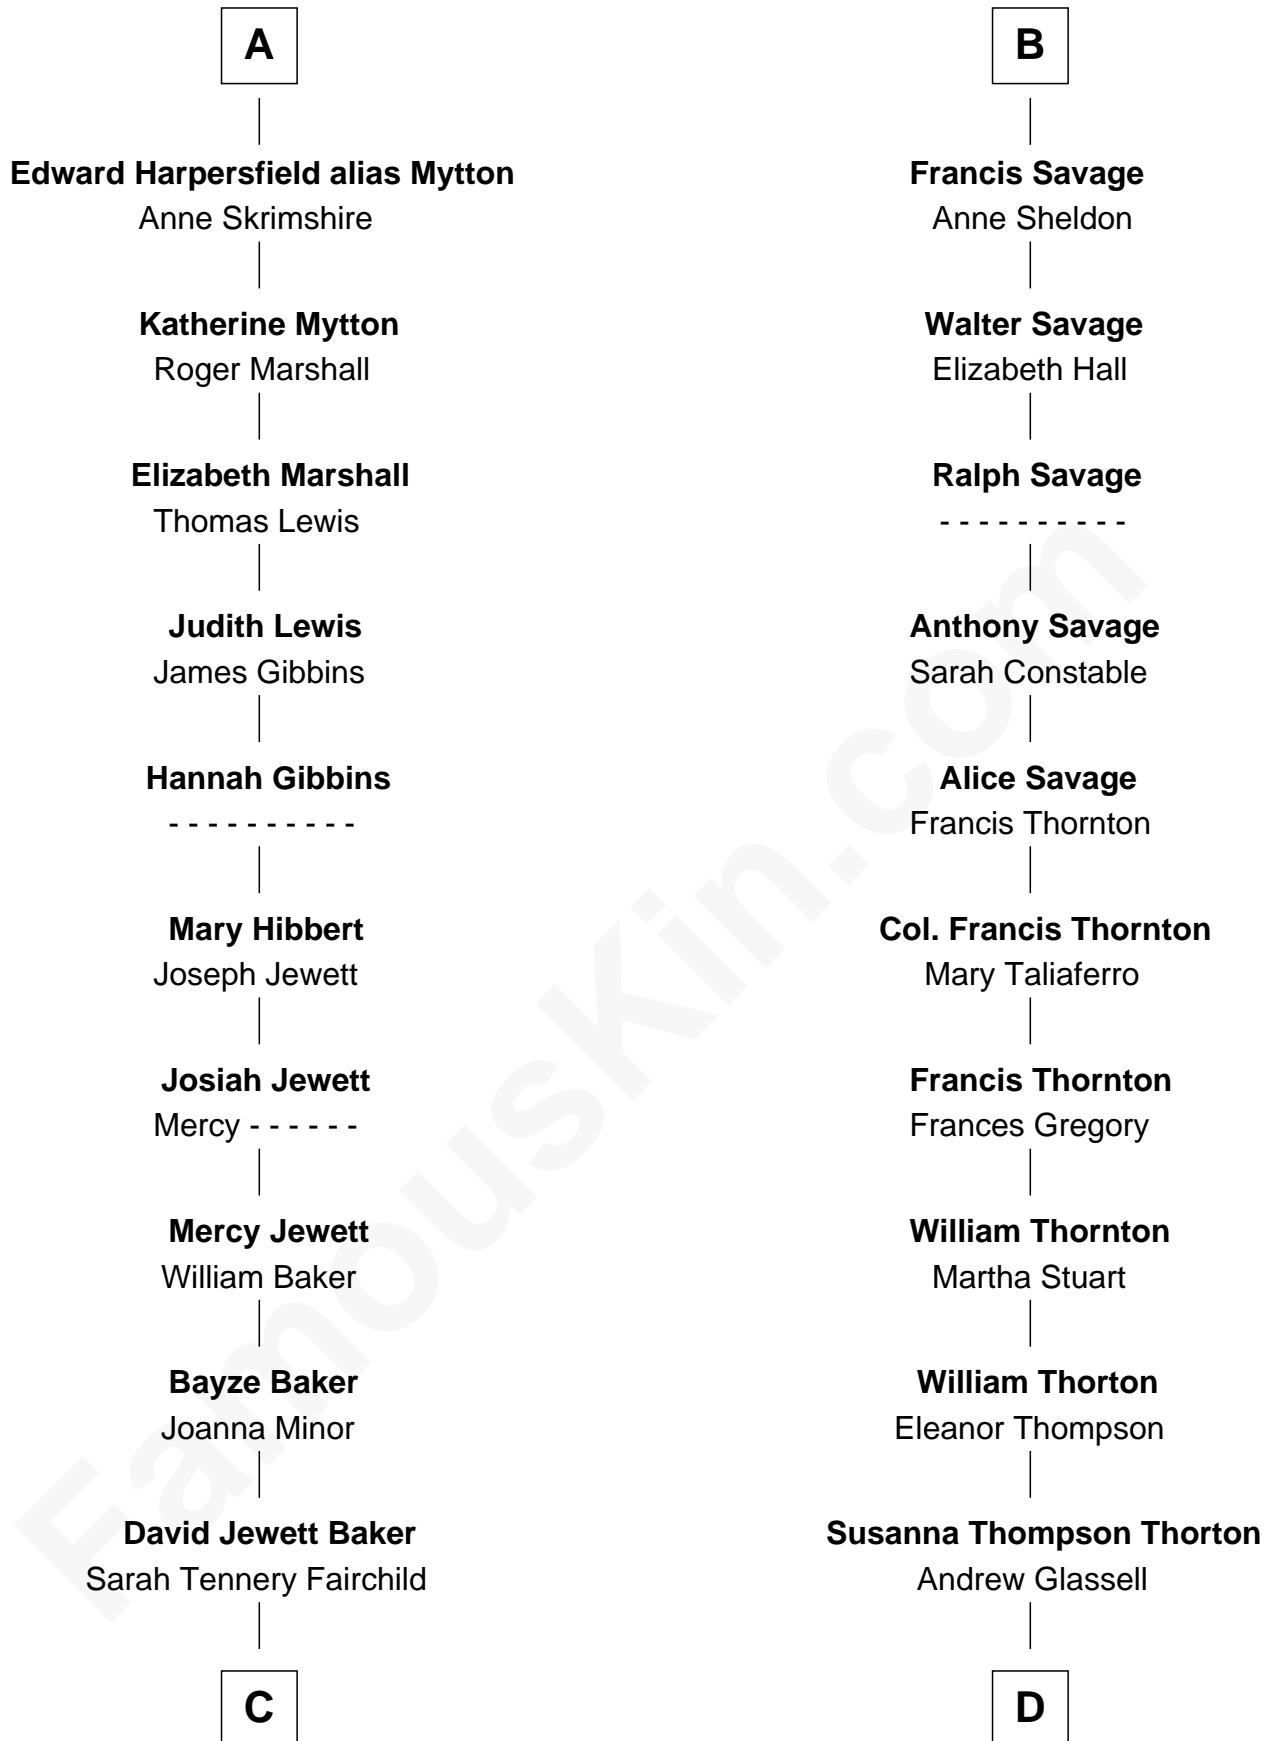 A
Edward Harpersfield alias Mytton
Anne Skrimshire
Katherine Mytton
Roger Marshall
Elizabeth Marshall
Thomas Lewis
Judith Lewis
James Gibbins
Hannah Gibbins
- - - - - - - - - -
Mary Hibbert
Joseph Jewett
Josiah Jewett
Mercy - - - - - -
Mercy Jewett
William Baker
Bayze Baker
Joanna Minor
David Jewett Baker
Sarah Tennery Fairchild
C
B
Francis Savage
Anne Sheldon
Walter Savage
Elizabeth Hall
Ralph Savage
- - - - - - - - - -
Anthony Savage
Sarah Constable
Alice Savage
Francis Thornton
Col. Francis Thornton
Mary Taliaferro
Francis Thornton
Frances Gregory
William Thornton
Martha Stuart
William Thorton
Eleanor Thompson
Susanna Thompson Thorton
Andrew Glassell
D
FamousKin.com